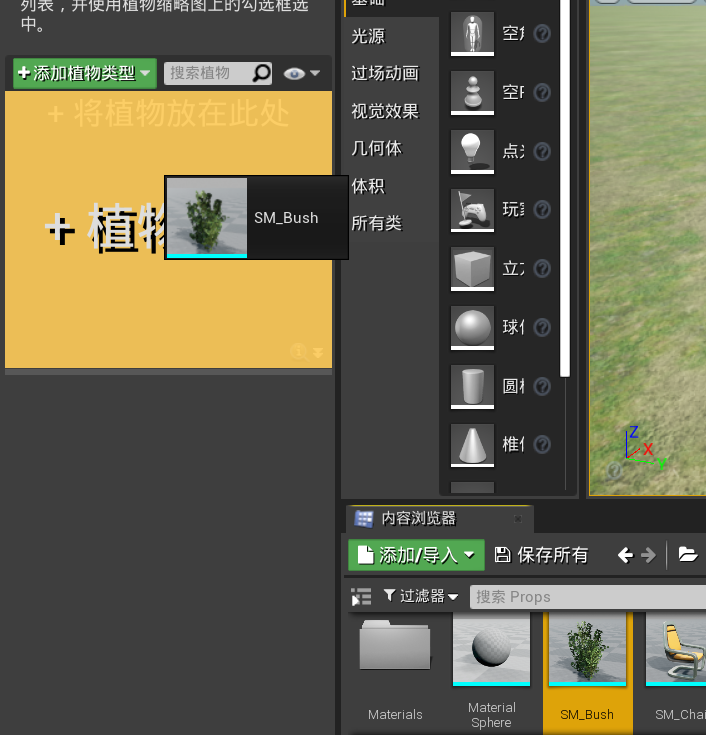 列表，并使用植物缩略图上的勾选框选
中。
添加植物类型
搜索植物
+ 将植物放在此处
+ 植物
SM_Bush
基础
光源
过场动画
视觉效果
几何体
体积
所有类
空
空
点
玩
立
球
圆
椎
Z
X
Y
内容浏览器
添加/导入
保存所有
过滤器
搜索 Props
Materials
Material
Sphere
SM_Bush
SM_Chai